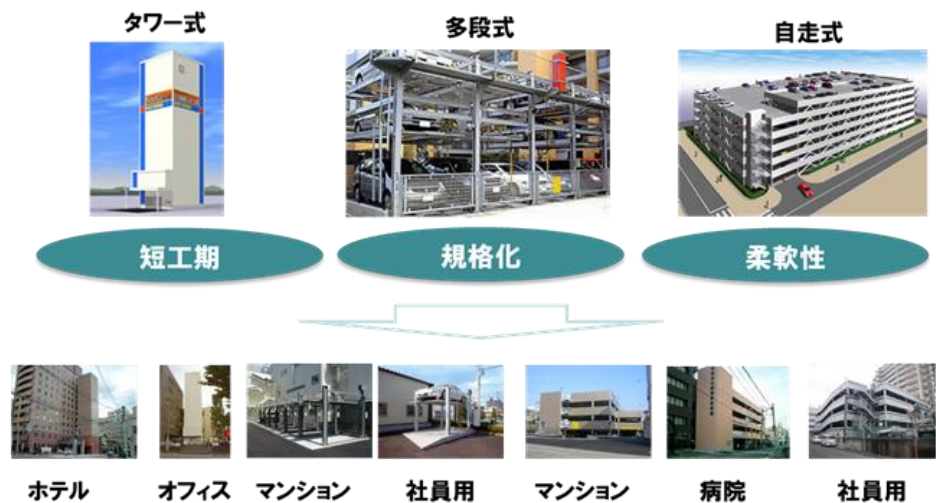 タワー式
多段式
自走式
短工期
規格化
柔軟性
ホテル
オフィス
マンション
社員用
マンション
病院
社員用